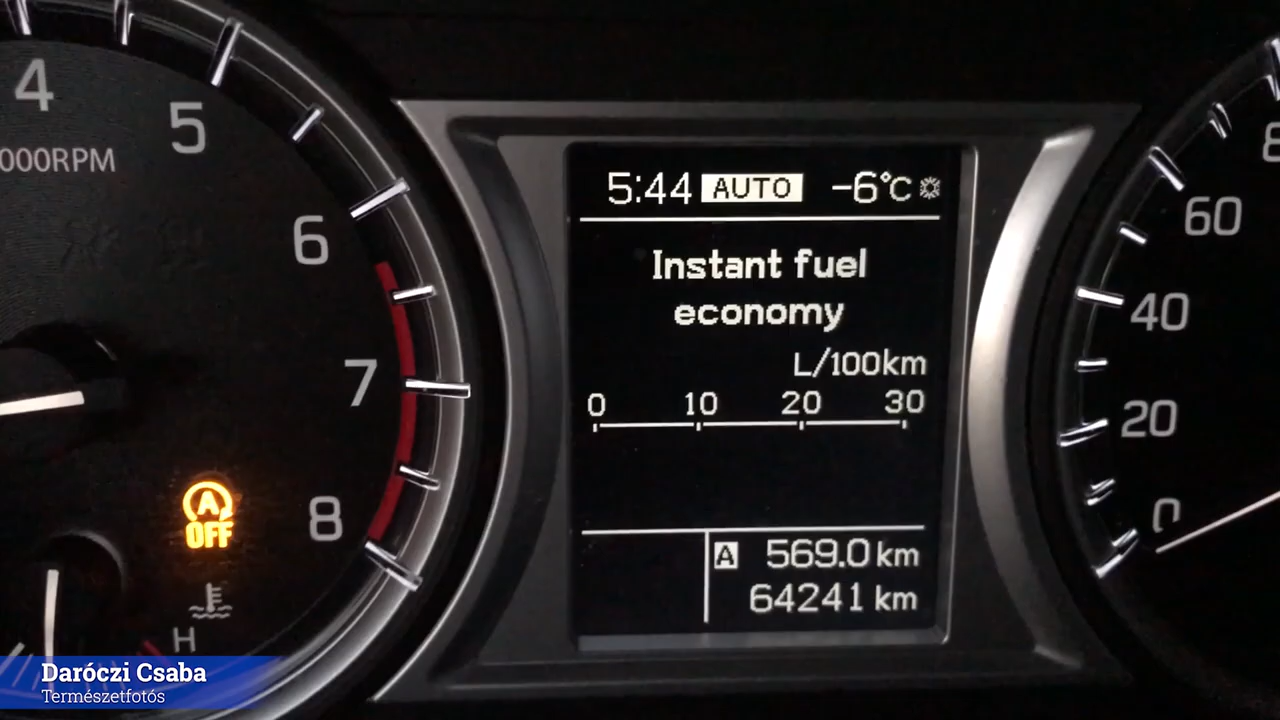 4
5
000RPM
6
7
8
A
OFF
H
5:44 AUTO -6°C
Instant fuel
economy
L/100km
0 10 20 30
A 569.0 km
64241 km
60
40
20
0
Daróczi Csaba
Természetfotós